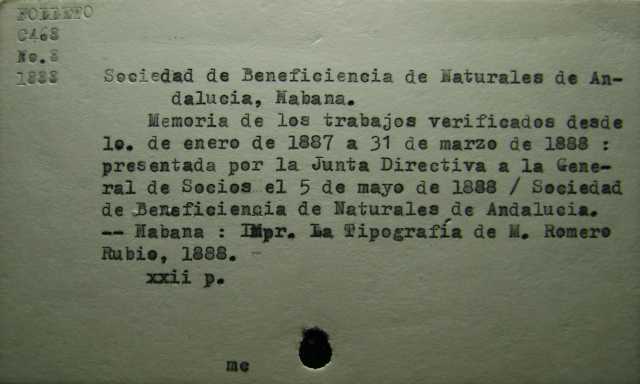 FOLLETO
C468
No.8
1888
Sociedad de Beneficiencia de Naturales de An-
dalucia, Habana.
Memoria de los trabajos verificados desde
lo. de enero de 1887 a 31 de marzo de 1888 :
presentada por la Junta Directiva a la Gene-
ral de Socios el 5 de mayo de 1888 / Sociedad
de Beneficiencia de Naturales de Andalucia.
-- Habana : Impr. La Tipografía de M. Romero
Rubio, 1888.
xxii p.
mc